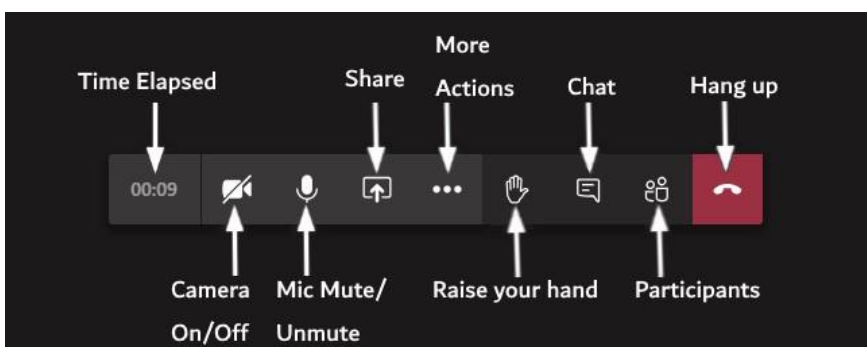 More
Time Elapsed
Share
Actions
Chat
Hang up
00:09
Camera
On/Off
Mic Mute/
Unmute
Raise your hand
Participants